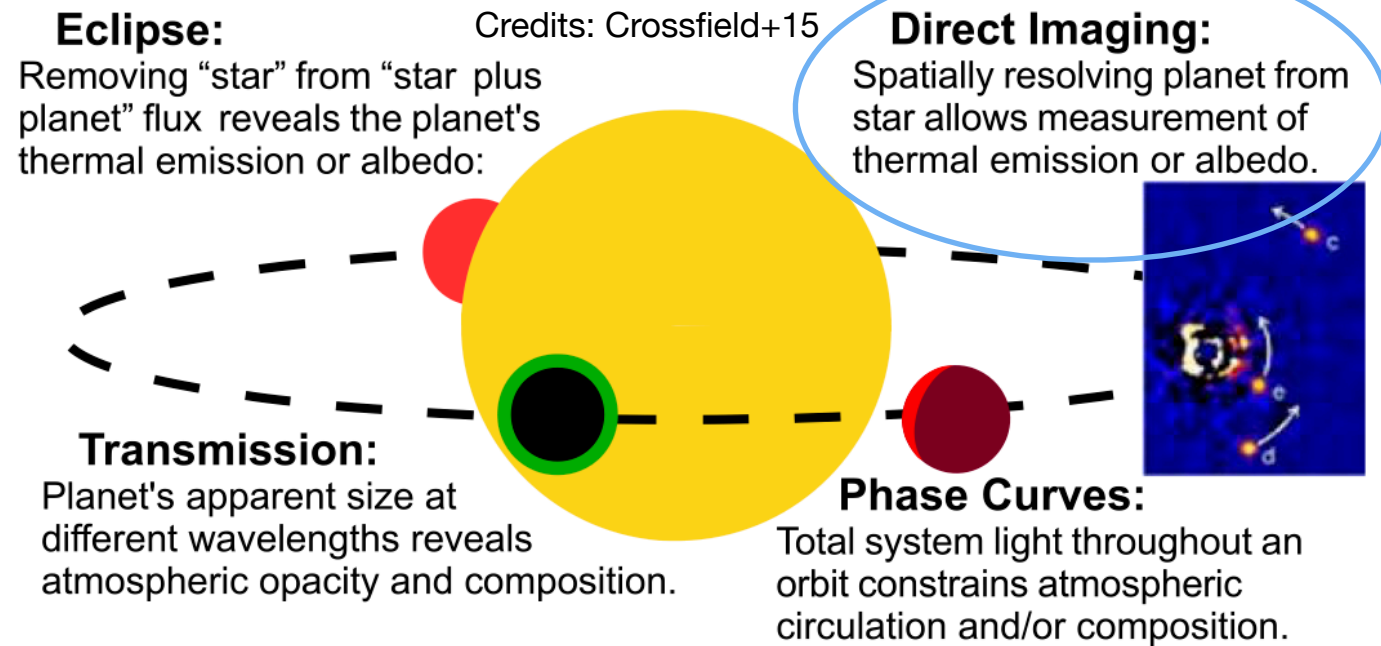 Eclipse:
Removing “star” from “star plus
planet” flux reveals the planet's
thermal emission or albedo:
Credits: Crossfield+15
Direct Imaging:
Spatially resolving planet from
star allows measurement of
thermal emission or albedo.
c
e
d
Transmission:
Planet's apparent size at
different wavelengths reveals
atmospheric opacity and composition.
Phase Curves:
Total system light throughout an
orbit constrains atmospheric
circulation and/or composition.